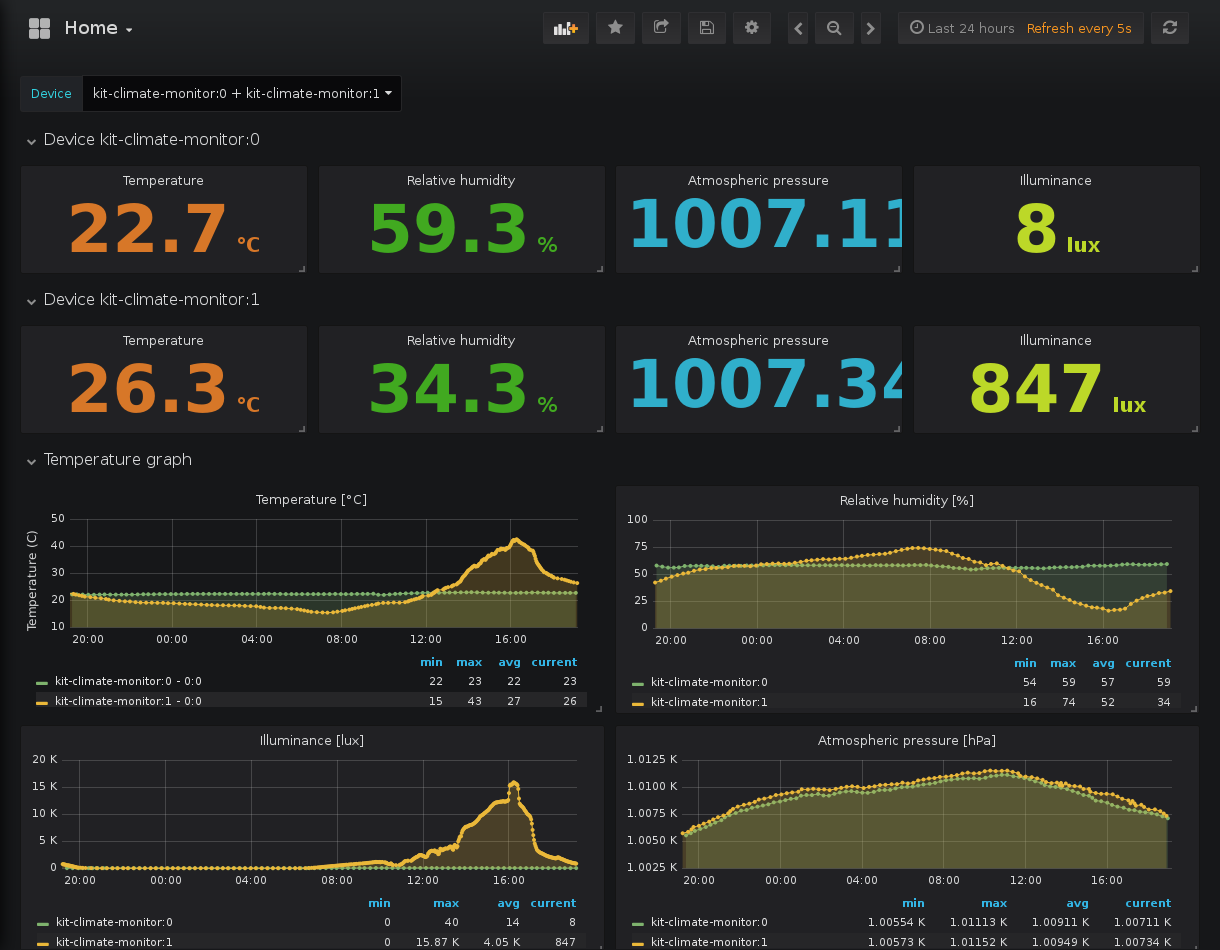 Home
Last 24 hours Refresh every 5s
Device kit-climate-monitor:0 + kit-climate-monitor:1
Device kit-climate-monitor:0
Temperature Relative humidity Atmospheric pressure Illuminance
22.7 °C 59.3 % 1007.11 8 lux
Device kit-climate-monitor:1
Temperature Relative humidity Atmospheric pressure Illuminance
26.3 °C 34.3 % 1007.34 847 lux
Temperature graph
Temperature [°C]
Temperature (C)
50
40
30
20
10
20:00 00:00 04:00 08:00 12:00 16:00
min max avg current
kit-climate-monitor:0 - 0:0 22 23 22 23
kit-climate-monitor:1 - 0:0 15 43 27 26
Relative humidity [%]
100
75
50
25
0
20:00 00:00 04:00 08:00 12:00 16:00
min max avg current
kit-climate-monitor:0 54 59 57 59
kit-climate-monitor:1 16 74 52 34
Illuminance [lux]
20 K
15 K
10 K
5 K
0
20:00 00:00 04:00 08:00 12:00 16:00
min max avg current
kit-climate-monitor:0 0 40 14 8
kit-climate-monitor:1 0 15.87 K 4.05 K 847
Atmospheric pressure [hPa]
1.0125 K
1.0100 K
1.0075 K
1.0050 K
1.0025 K
20:00 00:00 04:00 08:00 12:00 16:00
min max avg current
kit-climate-monitor:0 1.00554 K 1.01113 K 1.00911 K 1.00711 K
kit-climate-monitor:1 1.00573 K 1.01152 K 1.00949 K 1.00734 K